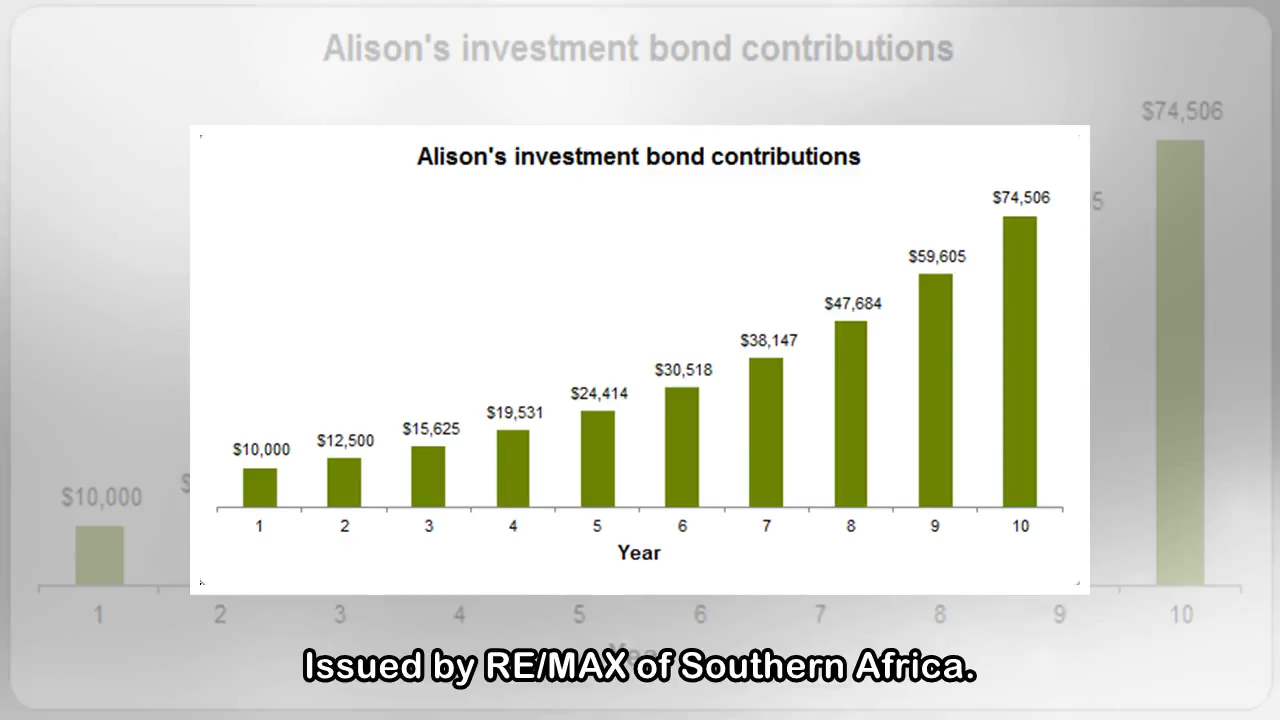 Alison's investment bond contributions
$74,506
Alison's investment bond contributions
$74,506
$59,605
$47,684
$38,147
$30,518
$24,414
$19,531
$15,625
$12,500
$10,000
1 2 3 4 5 6 7 8 9 10
Year
$10,000
1 2 3 4 5 6 7 8 9 10
Issued by RE/MAX of Southern Africa.